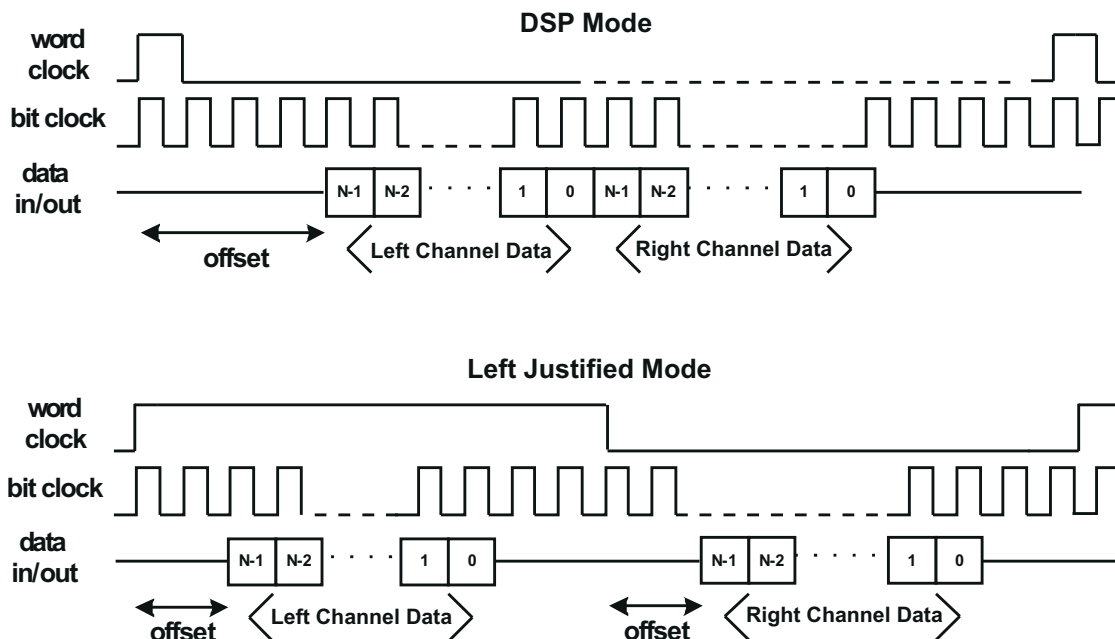 DSP Mode
word
clock
bit clock
data
in/out
N-1 N-2 ..... 1 0 N-1 N-2 ..... 1 0
offset
Left Channel Data
Right Channel Data
Left Justified Mode
word
clock
bit clock
data
in/out
N-1 N-2 ..... 1 0
N-1 N-2 ..... 1 0
offset
Left Channel Data
offset
Right Channel Data